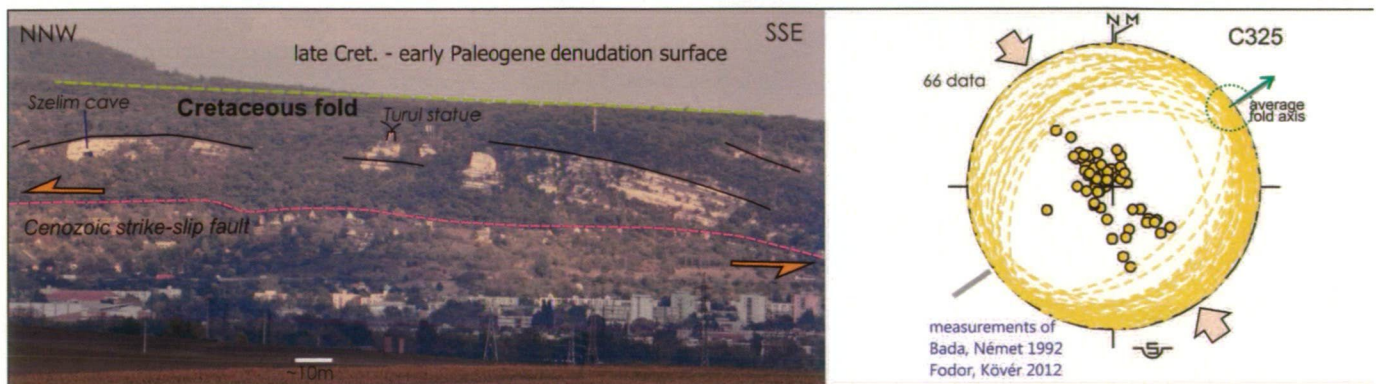 NNW
SSE
late Cret. - early Paleogene denudation surface
Szelim cave
Cretaceous fold
Turul statue
Cenozoic strike-slip fault
~10m
N M
C325
66 data
average
fold axis
measurements of
Bada, Német 1992
Fodor, Kövér 2012
S